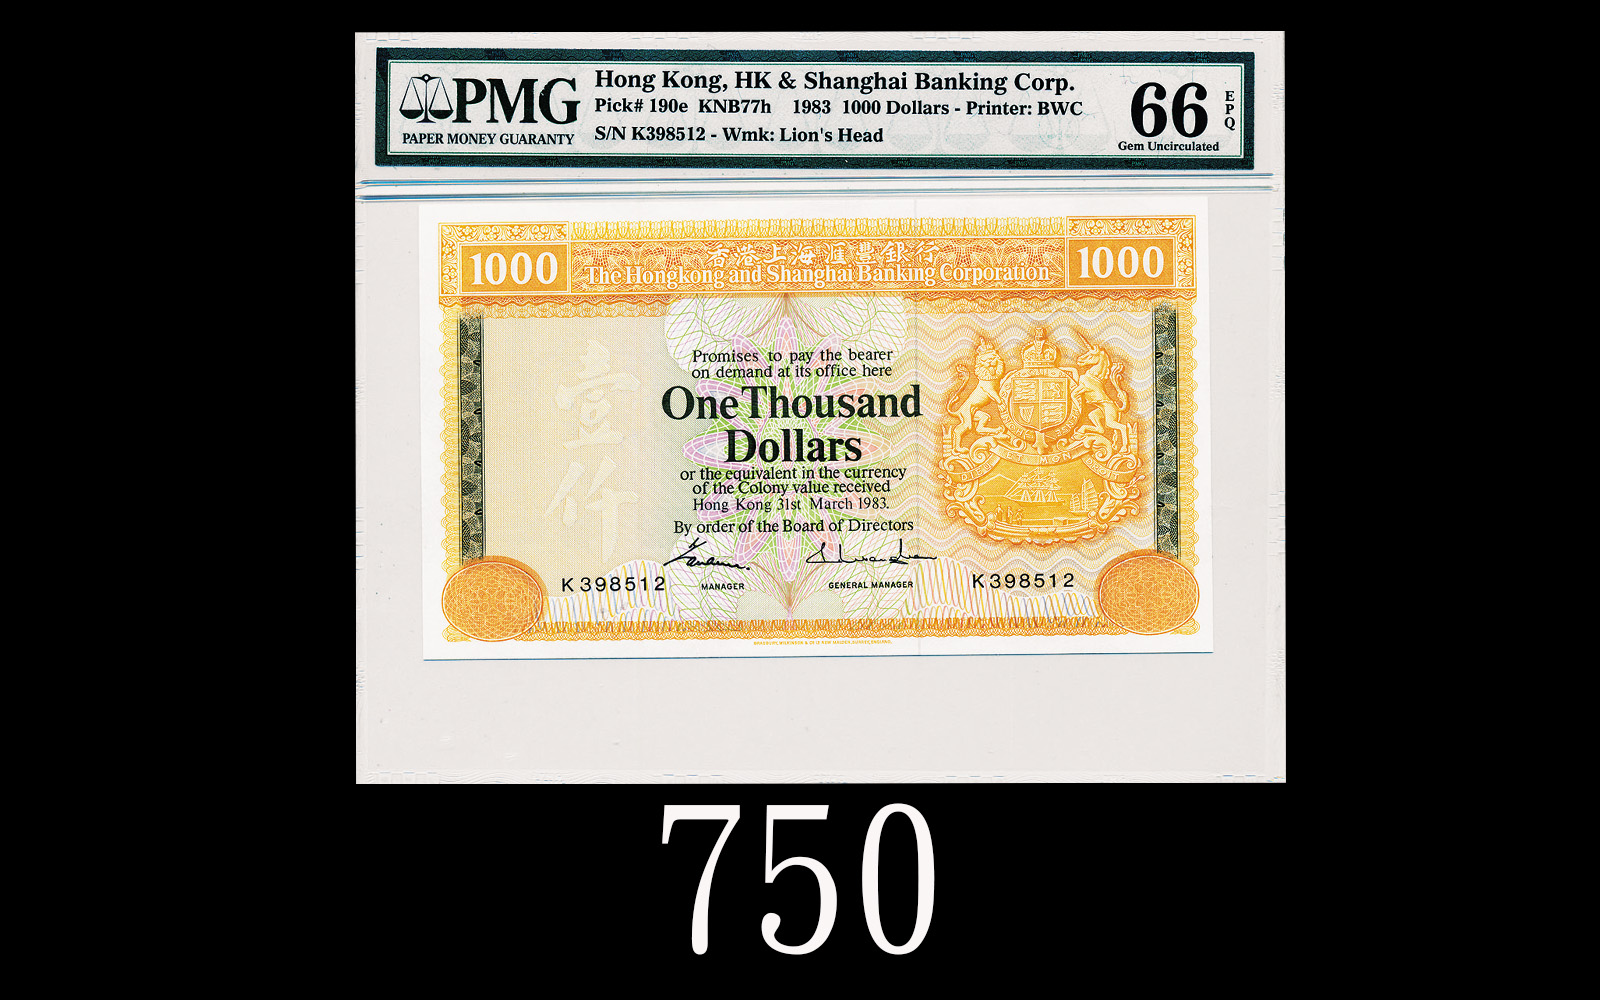 PMG
PAPER MONEY GUARANTY
Hong Kong, HK & Shanghai Banking Corp.
Pick# 190e KNB77h 1983 1000 Dollars - Printer: BWC
S/N K398512 - Wmk: Lion's Head
66
EPQ
Gem Uncirculated
1000
香港上海滙豐銀行
The Hongkong and Shanghai Banking Corporation
1000
壹仟
Promises to pay the bearer
on demand at its office here
One Thousand
Dollars
or the equivalent in the currency
of the Colony value received
Hong Kong 31st March 1983.
By order of the Board of Directors
K398512
MANAGER
GENERAL MANAGER
K398512
750